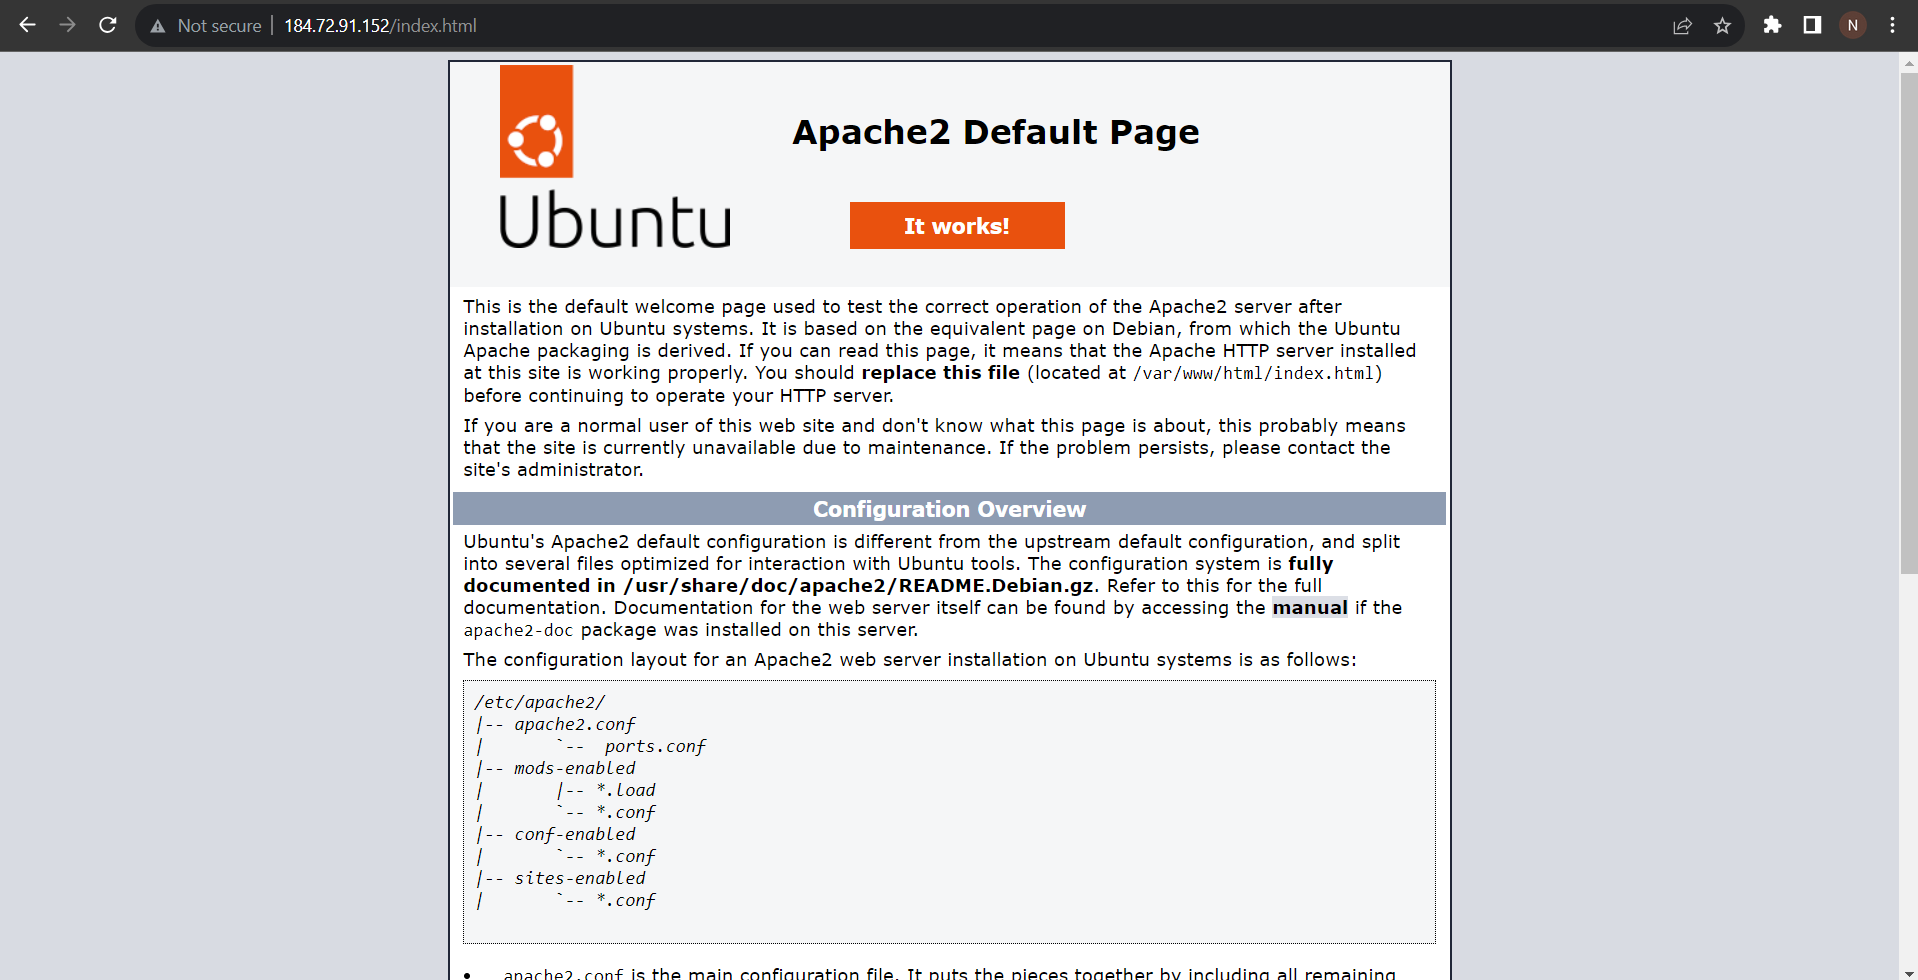 Not secure | 184.72.91.152/index.html
N
Apache2 Default Page
Ubuntu
It works!
This is the default welcome page used to test the correct operation of the Apache2 server after
installation on Ubuntu systems. It is based on the equivalent page on Debian, from which the Ubuntu
Apache packaging is derived. If you can read this page, it means that the Apache HTTP server installed
at this site is working properly. You should replace this file (located at /var/www/html/index.html)
before continuing to operate your HTTP server.
If you are a normal user of this web site and don't know what this page is about, this probably means
that the site is currently unavailable due to maintenance. If the problem persists, please contact the
site's administrator.
Configuration Overview
Ubuntu's Apache2 default configuration is different from the upstream default configuration, and split
into several files optimized for interaction with Ubuntu tools. The configuration system is fully
documented in /usr/share/doc/apache2/README.Debian.gz. Refer to this for the full
documentation. Documentation for the web server itself can be found by accessing the manual if the
apache2-doc package was installed on this server.
The configuration layout for an Apache2 web server installation on Ubuntu systems is as follows:
/etc/apache2/
|-- apache2.conf
|       `--  ports.conf
|-- mods-enabled
|       |-- *.load
|       `-- *.conf
|-- conf-enabled
|       `-- *.conf
|-- sites-enabled
|       `-- *.conf
• apache2.conf is the main configuration file. It puts the pieces together by including all remaining